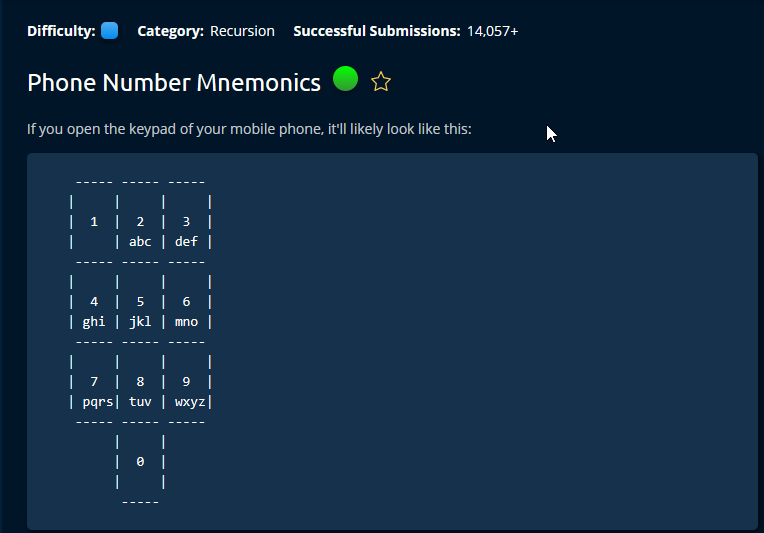 Difficulty: Category: Recursion Successful Submissions: 14,057+
Phone Number Mnemonics
If you open the keypad of your mobile phone, it'll likely look like this:
 ----- ----- -----
|     |     |     |
|  1  |  2  |  3  |
|     | abc | def |
 ----- ----- -----
|     |     |     |
|  4  |  5  |  6  |
| ghi | jkl | mno |
 ----- ----- -----
|     |     |     |
|  7  |  8  |  9  |
| pqrs| tuv | wxyz|
 ----- ----- -----
      |     |
      |  0  |
      |     |
       -----